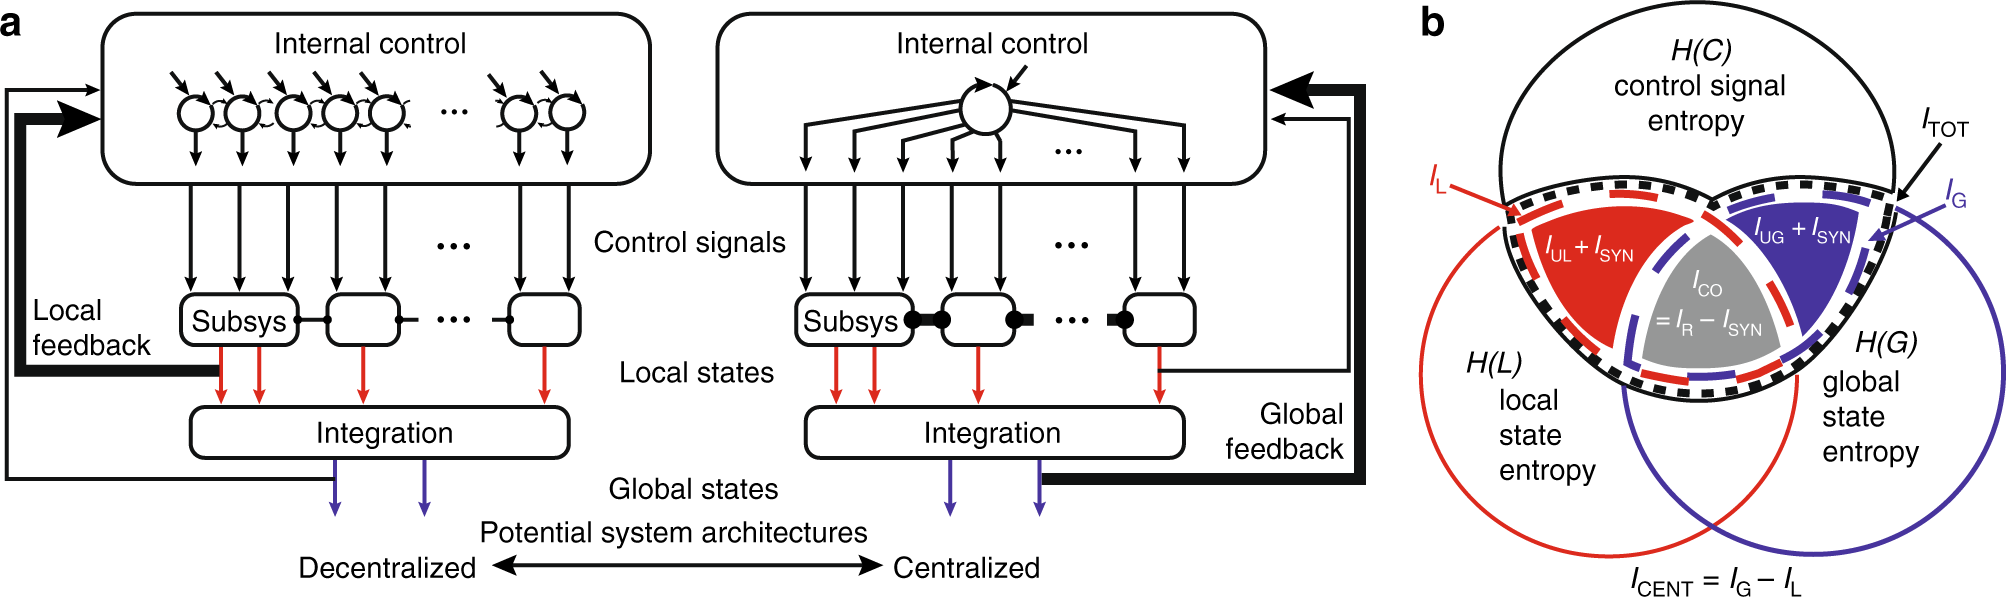 a
Internal control
...
...
Control signals
Local
feedback
Subsys
...
Local states
Integration
Global states
Potential system architectures
Decentralized
Centralized
Internal control
...
...
Subsys
...
Integration
Global
feedback
b
H(C)
control signal
entropy
I_TOT
I_L
I_G
I_UL + I_SYN
I_UG + I_SYN
I_CO
= I_R – I_SYN
H(L)
local
state
entropy
H(G)
global
state
entropy
I_CENT = I_G – I_L